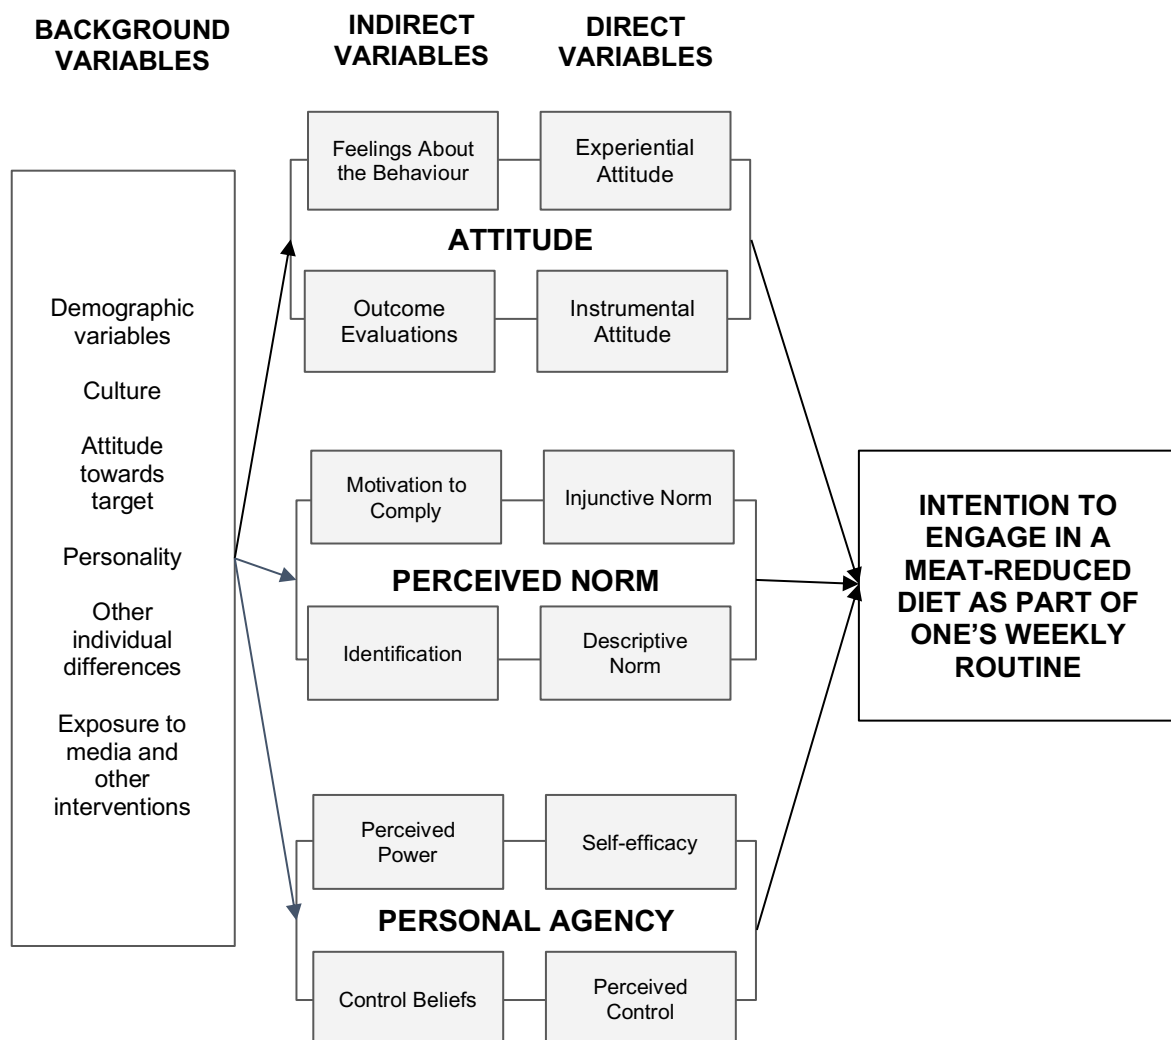 BACKGROUND
VARIABLES
INDIRECT
VARIABLES
DIRECT
VARIABLES
Demographic
variables
Culture
Attitude
towards
target
Personality
Other
individual
differences
Exposure to
media and
other
interventions
Feelings About
the Behaviour
Experiential
Attitude
ATTITUDE
Outcome
Evaluations
Instrumental
Attitude
Motivation to
Comply
Injunctive Norm
PERCEIVED NORM
Identification
Descriptive
Norm
Perceived
Power
Self-efficacy
PERSONAL AGENCY
Control Beliefs
Perceived
Control
INTENTION TO
ENGAGE IN A
MEAT-REDUCED
DIET AS PART OF
ONE’S WEEKLY
ROUTINE